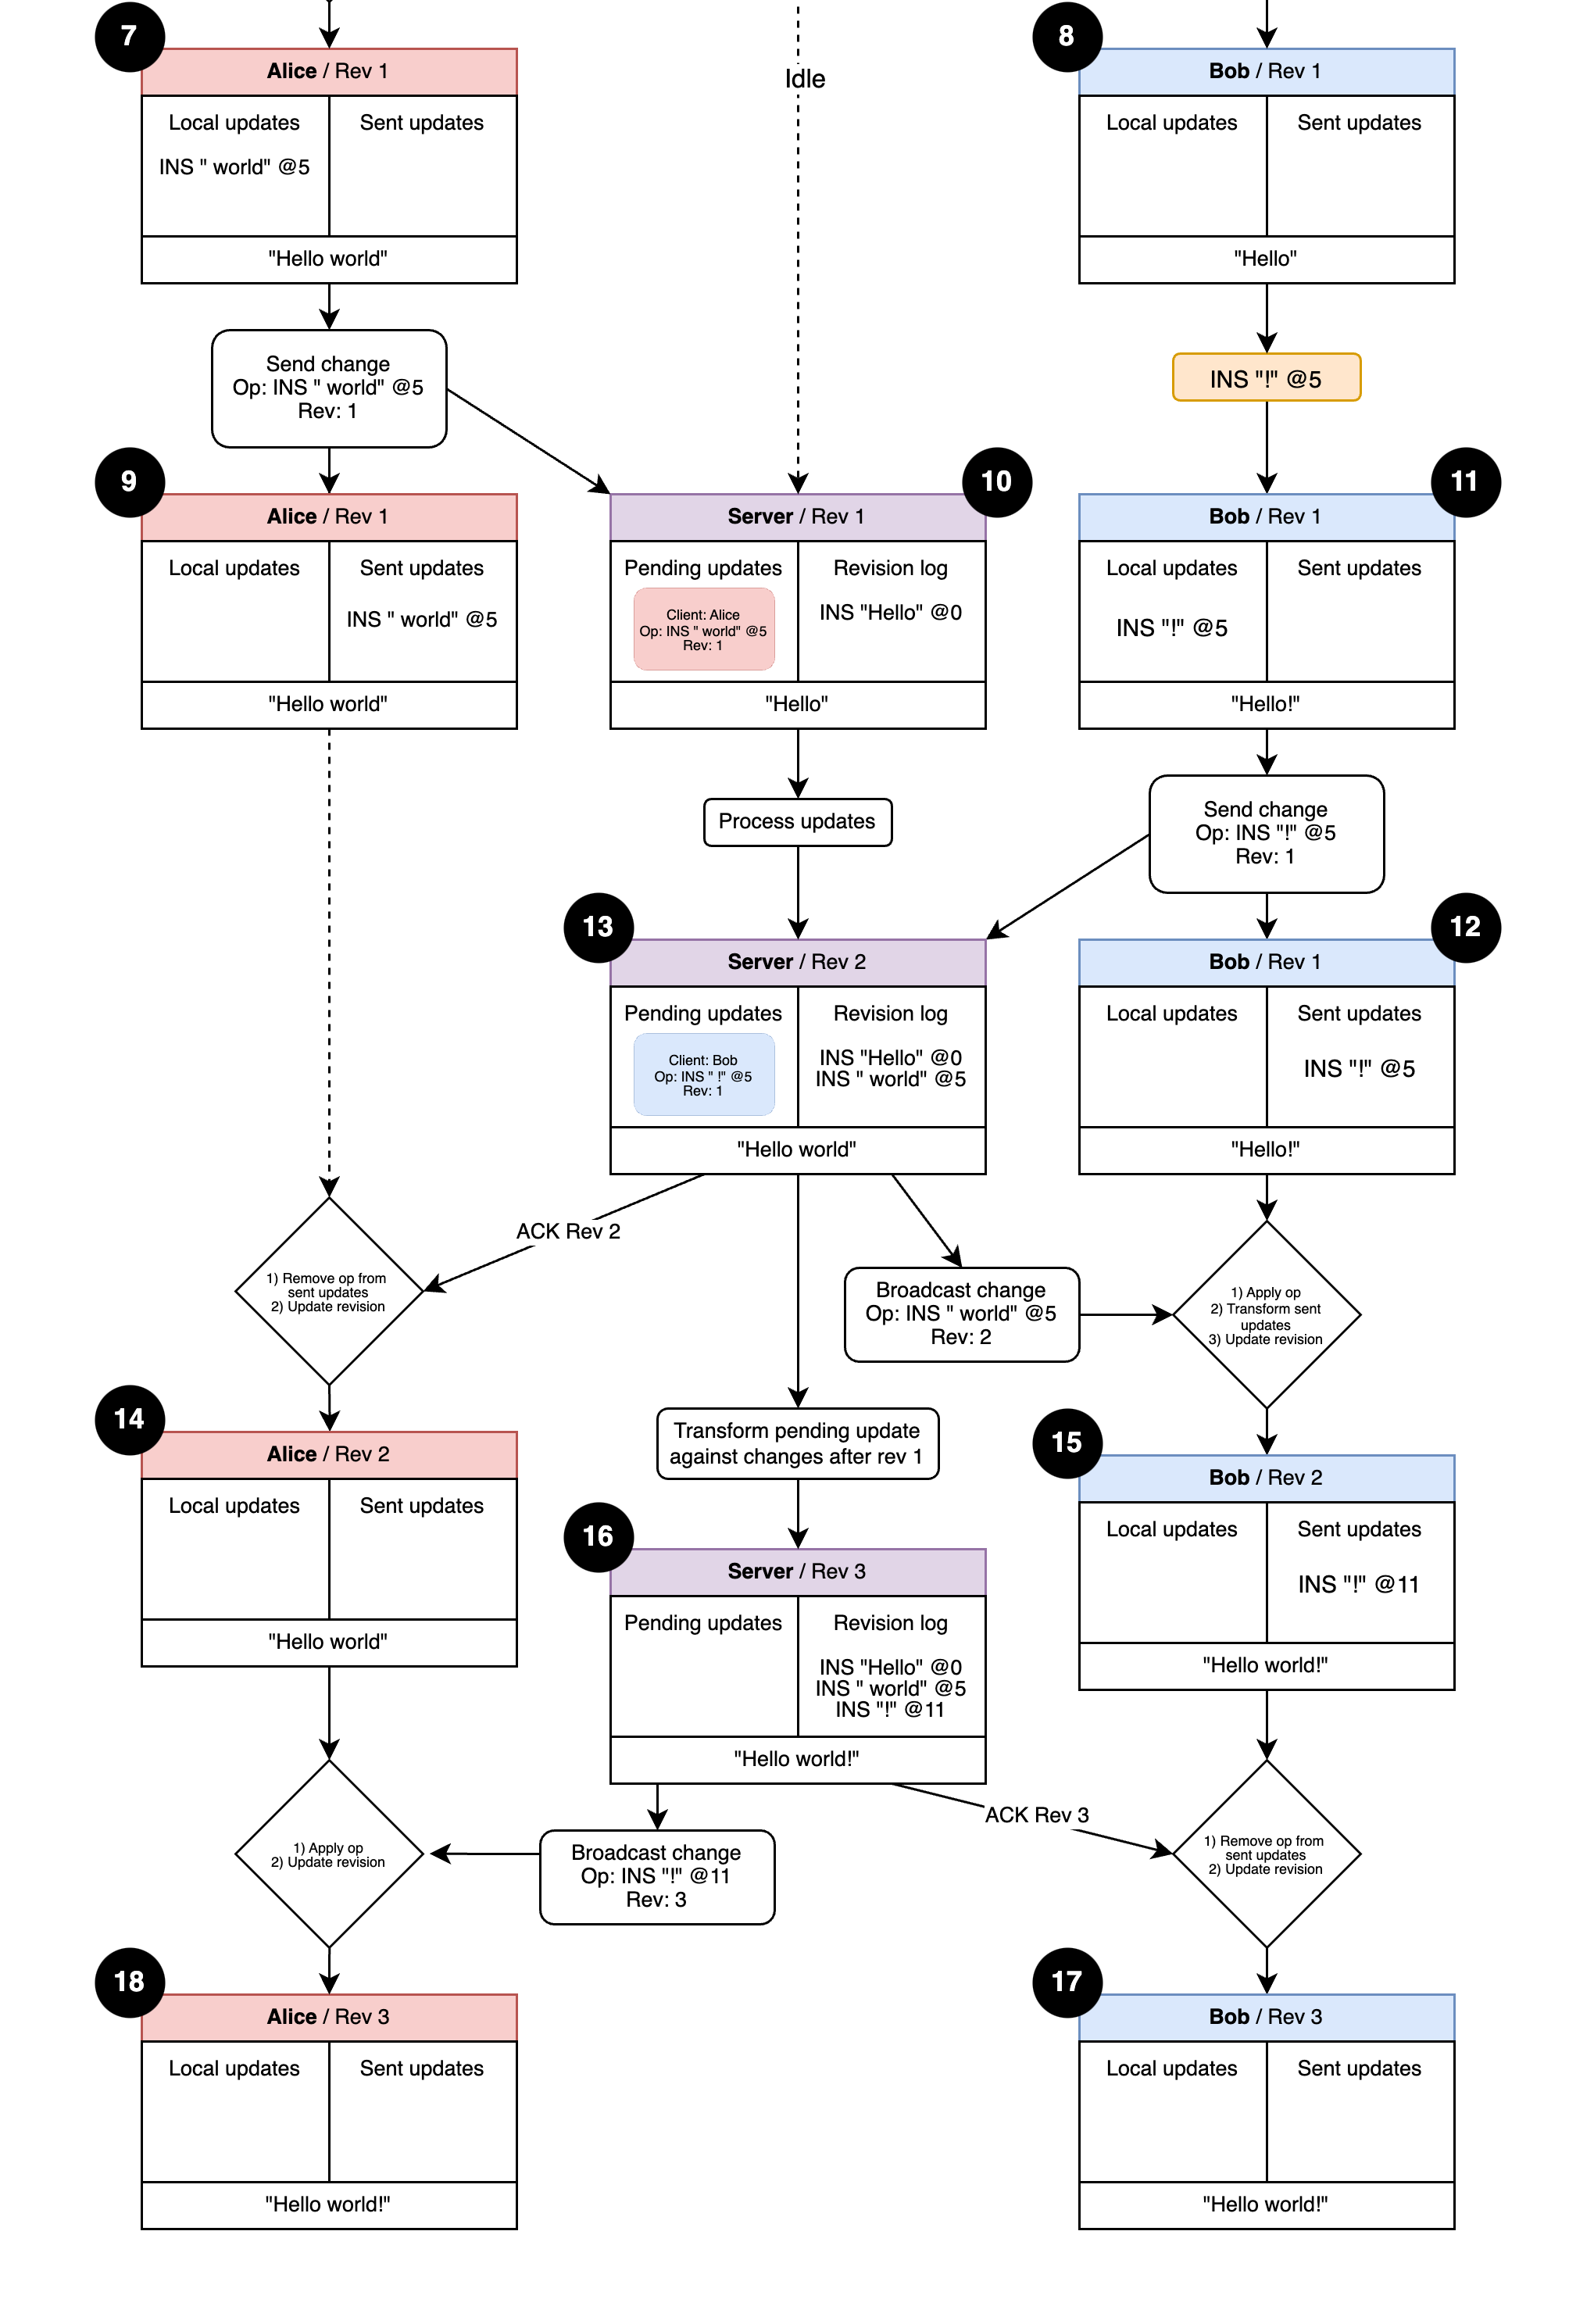 7
Alice / Rev 1
Local updates
Sent updates
INS " world" @5
"Hello world"
Idle
8
Bob / Rev 1
Local updates
Sent updates
"Hello"
Send change
Op: INS " world" @5
Rev: 1
INS "!" @5
9
Alice / Rev 1
Local updates
Sent updates
INS " world" @5
"Hello world"
10
Server / Rev 1
Pending updates
Revision log
Client: Alice
Op: INS " world" @5
Rev: 1
INS "Hello" @0
"Hello"
11
Bob / Rev 1
Local updates
Sent updates
INS "!" @5
"Hello!"
Process updates
Send change
Op: INS "!" @5
Rev: 1
13
Server / Rev 2
Pending updates
Revision log
Client: Bob
Op: INS " !" @5
Rev: 1
INS "Hello" @0
INS " world" @5
"Hello world"
12
Bob / Rev 1
Local updates
Sent updates
INS "!" @5
"Hello!"
ACK Rev 2
1) Remove op from
sent updates
2) Update revision
Broadcast change
Op: INS " world" @5
Rev: 2
1) Apply op
2) Transform sent
updates
3) Update revision
14
Alice / Rev 2
Local updates
Sent updates
"Hello world"
Transform pending update
against changes after rev 1
15
Bob / Rev 2
Local updates
Sent updates
INS "!" @11
"Hello world!"
16
Server / Rev 3
Pending updates
Revision log
INS "Hello" @0
INS " world" @5
INS "!" @11
"Hello world!"
1) Apply op
2) Update revision
Broadcast change
Op: INS "!" @11
Rev: 3
ACK Rev 3
1) Remove op from
sent updates
2) Update revision
18
Alice / Rev 3
Local updates
Sent updates
"Hello world!"
17
Bob / Rev 3
Local updates
Sent updates
"Hello world!"